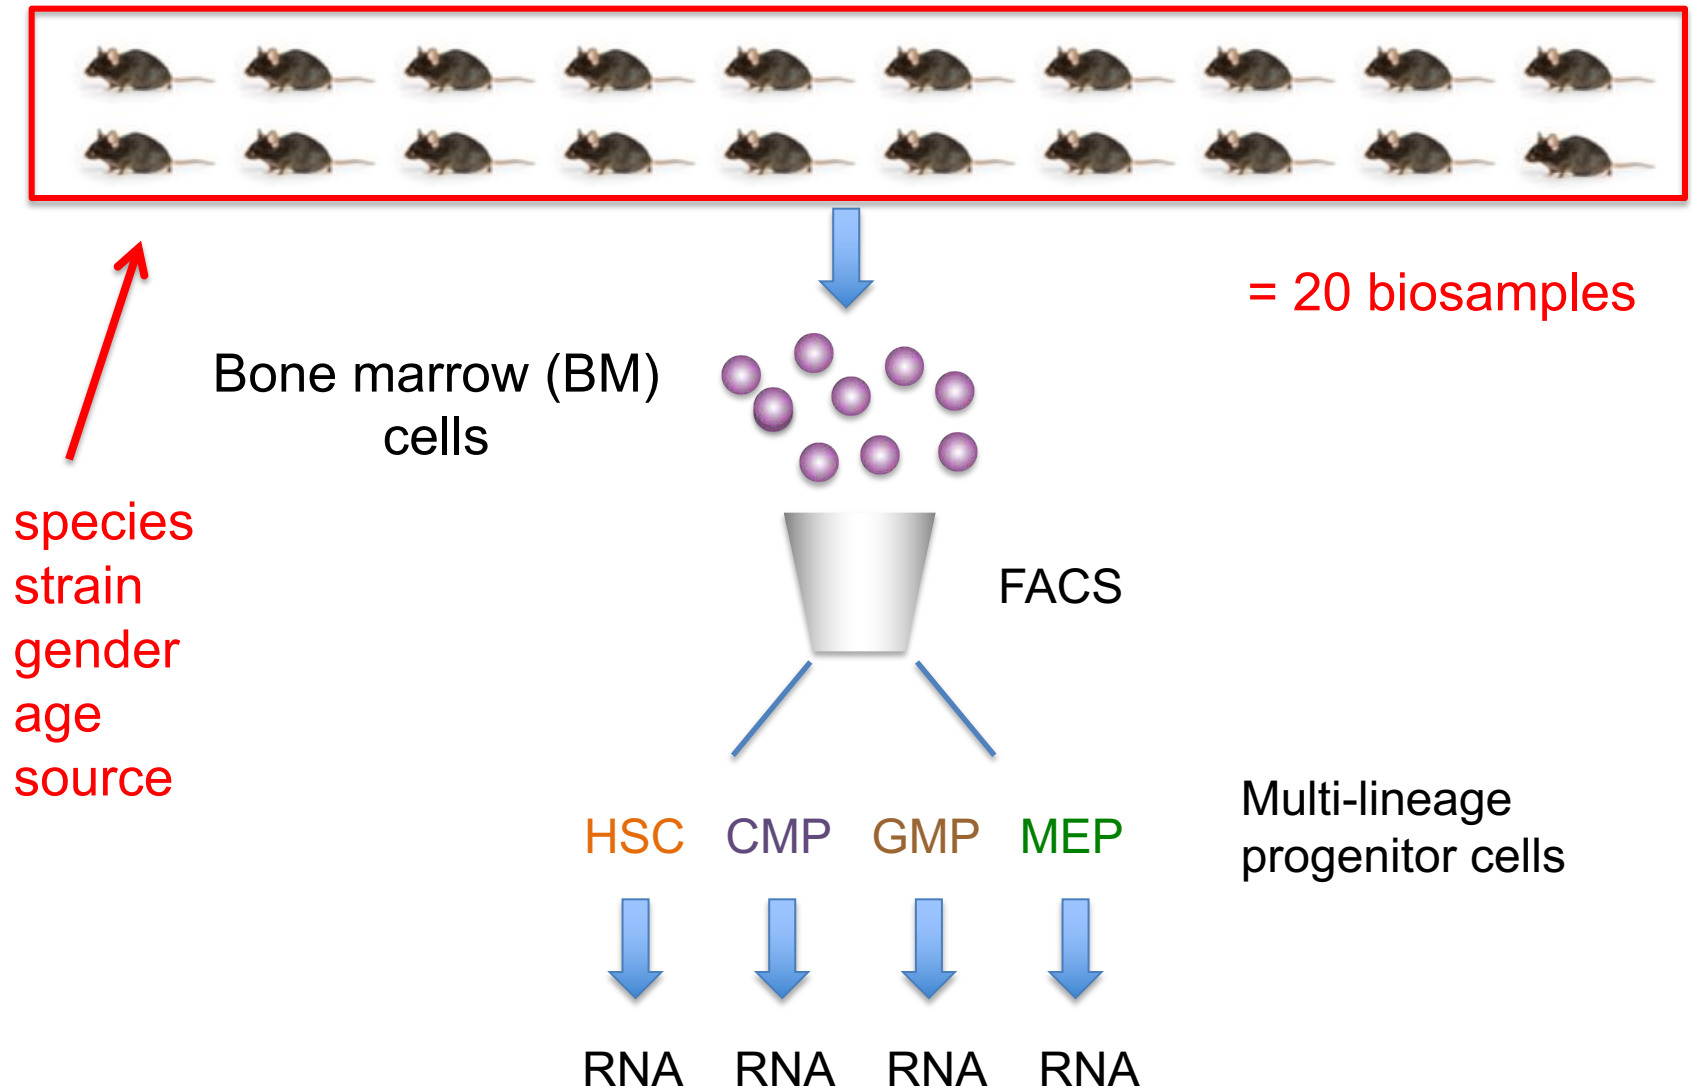 = 20 biosamples
Bone marrow (BM)
cells
species
strain
gender
age
source
FACS
HSC CMP GMP MEP
Multi-lineage
progenitor cells
RNA RNA RNA RNA